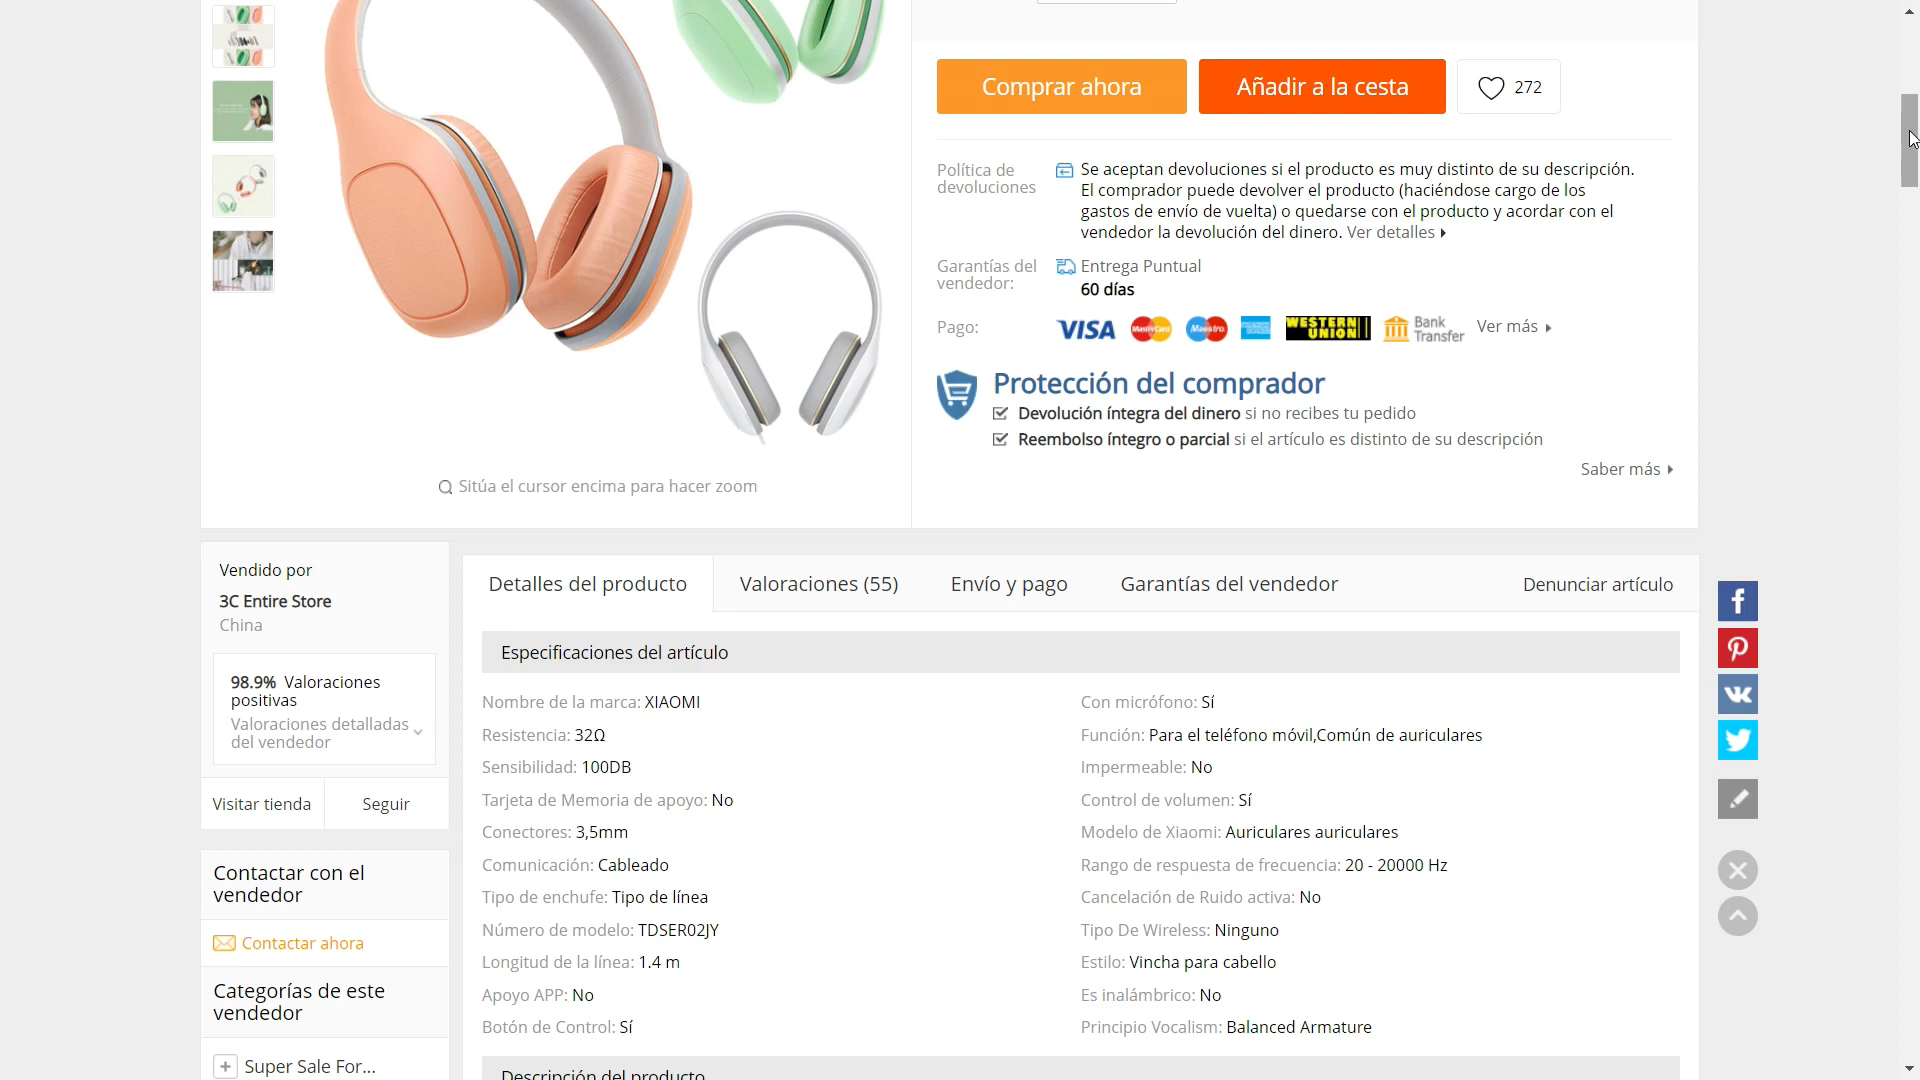 Comprar ahora
Añadir a la cesta
272
Política de
devoluciones
Se aceptan devoluciones si el producto es muy distinto de su descripción.
El comprador puede devolver el producto (haciéndose cargo de los
gastos de envío de vuelta) o quedarse con el producto y acordar con el
vendedor la devolución del dinero. Ver detalles
Garantías del
vendedor:
Entrega Puntual
60 días
Pago:
VISA
MasterCard
Maestro
WESTERN
UNION
Bank
Transfer
Ver más
Protección del comprador
Devolución íntegra del dinero si no recibes tu pedido
Reembolso íntegro o parcial si el artículo es distinto de su descripción
Saber más
Sitúa el cursor encima para hacer zoom
Vendido por
3C Entire Store
China
98.9% Valoraciones
positivas
Valoraciones detalladas
del vendedor
Visitar tienda
Seguir
Contactar con el
vendedor
Contactar ahora
Categorías de este
vendedor
Super Sale For...
Detalles del producto
Valoraciones (55)
Envío y pago
Garantías del vendedor
Denunciar artículo
Especificaciones del artículo
Nombre de la marca: XIAOMI
Con micrófono: Sí
Resistencia: 32Ω
Función: Para el teléfono móvil,Común de auriculares
Sensibilidad: 100DB
Impermeable: No
Tarjeta de Memoria de apoyo: No
Control de volumen: Sí
Conectores: 3,5mm
Modelo de Xiaomi: Auriculares auriculares
Comunicación: Cableado
Rango de respuesta de frecuencia: 20 - 20000 Hz
Tipo de enchufe: Tipo de línea
Cancelación de Ruido activa: No
Número de modelo: TDSER02JY
Tipo De Wireless: Ninguno
Longitud de la línea: 1.4 m
Estilo: Vincha para cabello
Apoyo APP: No
Es inalámbrico: No
Botón de Control: Sí
Principio Vocalism: Balanced Armature
Descripción del producto